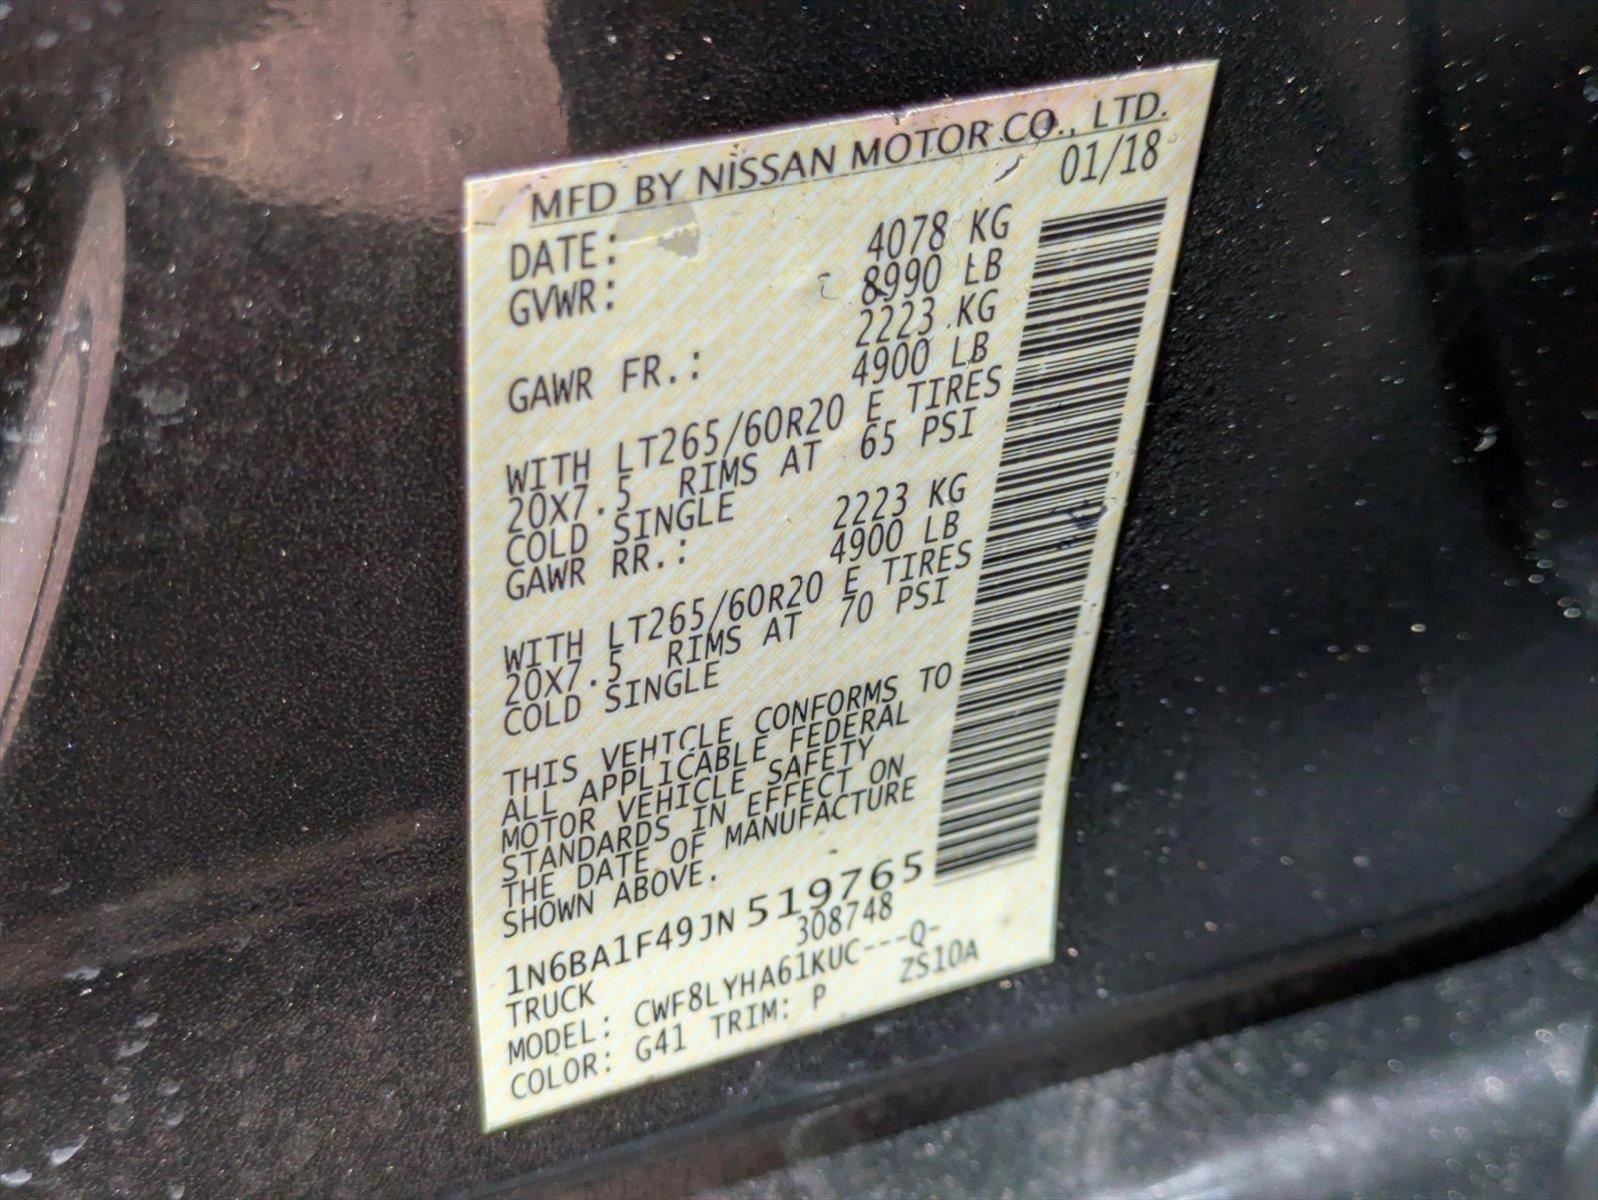 MFD BY NISSAN MOTOR CO., LTD.
DATE: 01/18
GVWR: 4078 KG
8990 LB
GAWR FR.: 2223 KG
4900 LB
WITH LT265/60R20 E TIRES
20X7.5 RIMS AT 65 PSI
COLD SINGLE
GAWR RR.: 2223 KG
4900 LB
WITH LT265/60R20 E TIRES
20X7.5 RIMS AT 70 PSI
COLD SINGLE
THIS VEHICLE CONFORMS TO
ALL APPLICABLE FEDERAL
MOTOR VEHICLE SAFETY
STANDARDS IN EFFECT ON
THE DATE OF MANUFACTURE
SHOWN ABOVE.
1N6BA1F49JN519765
TRUCK 308748
MODEL: CWF8LYHA61KUC---Q-
COLOR: G41 TRIM: P ZS10A